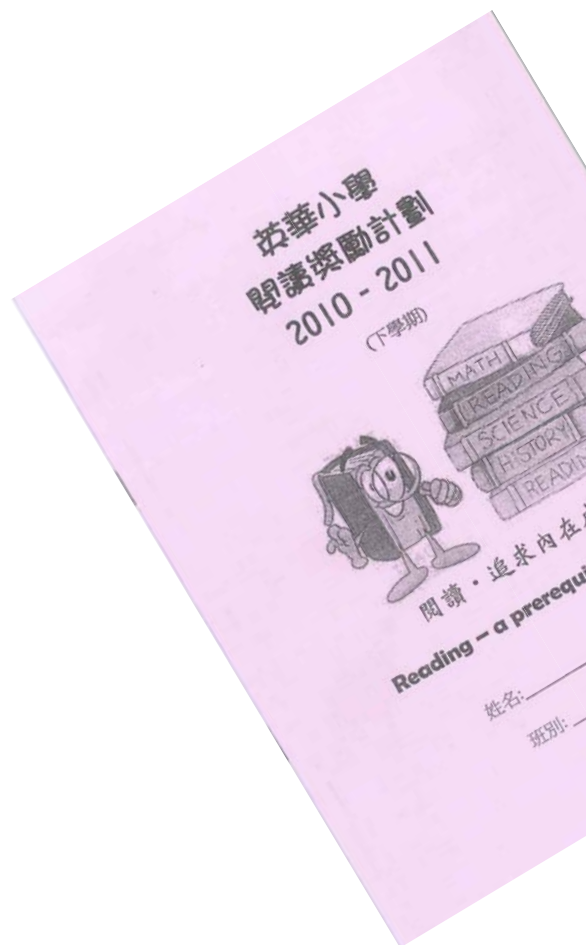 英華小學
閱讀獎勵計劃
2010 - 2011
(下學期)
MATH
READING
SCIENCE
HISTORY
READIN
閱讀・追求內在
Reading – a prerequi
姓名:
班別: